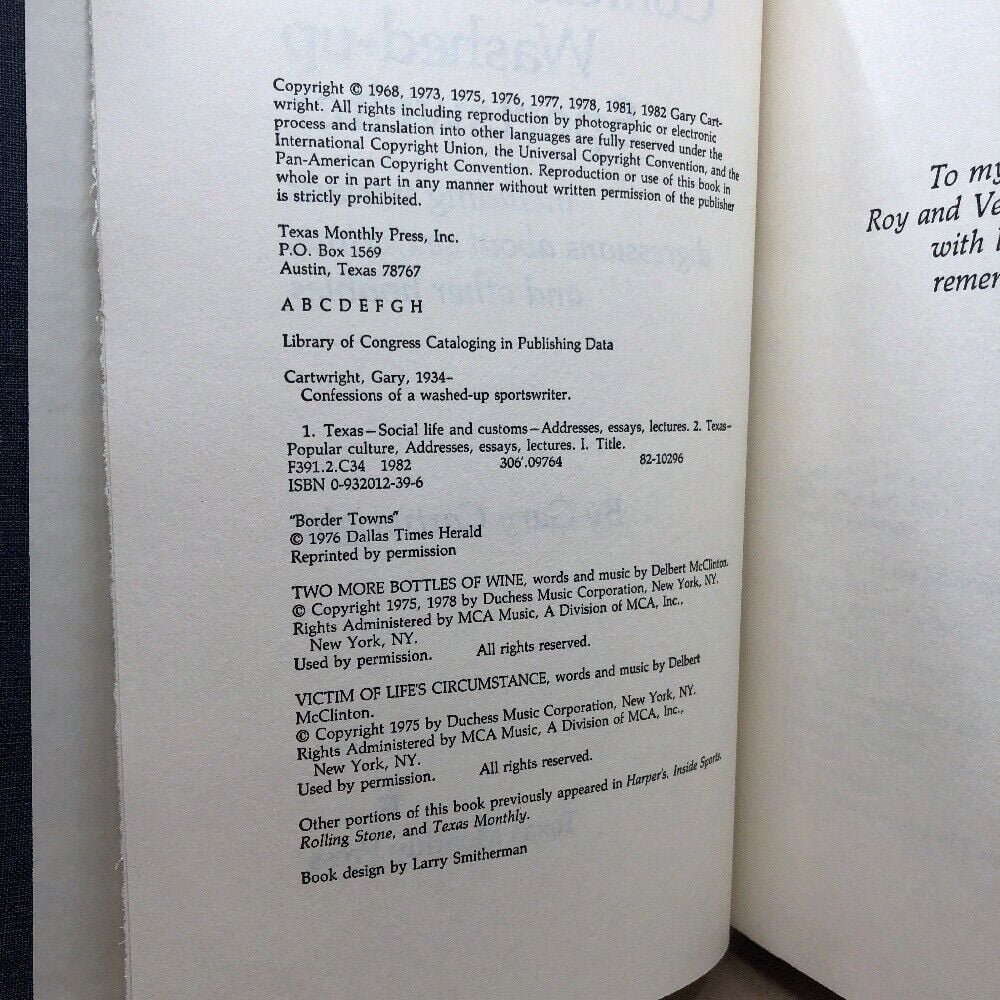 Copyright © 1968, 1973, 1975, 1976, 1977, 1978, 1981, 1982 Gary Cart-
wright. All rights including reproduction by photographic or electronic
process and translation into other languages are fully reserved under the
International Copyright Union, the Universal Copyright Convention, and the
Pan-American Copyright Convention. Reproduction or use of this book in
whole or in part in any manner without written permission of the publisher
is strictly prohibited.
Texas Monthly Press, Inc.
P.O. Box 1569
Austin, Texas 78767
A B C D E F G H
Library of Congress Cataloging in Publishing Data
Cartwright, Gary, 1934–
Confessions of a washed-up sportswriter.
1. Texas—Social life and customs—Addresses, essays, lectures. 2. Texas–
Popular culture, Addresses, essays, lectures. I. Title.
F391.2.C34 1982 306'.09764 82-10296
ISBN 0-932012-39-6
"Border Towns"
© 1976 Dallas Times Herald
Reprinted by permission
TWO MORE BOTTLES OF WINE, words and music by Delbert McClinton.
© Copyright 1975, 1978 by Duchess Music Corporation, New York, NY.
Rights Administered by MCA Music, A Division of MCA, Inc.,
New York, NY.
Used by permission. All rights reserved.
VICTIM OF LIFE'S CIRCUMSTANCE, words and music by Delbert
McClinton.
© Copyright 1975 by Duchess Music Corporation, New York, NY.
Rights Administered by MCA Music, A Division of MCA, Inc.,
New York, NY.
Used by permission. All rights reserved.
Other portions of this book previously appeared in Harper's, Inside Sports,
Rolling Stone, and Texas Monthly.
Book design by Larry Smitherman
To my
Roy and Ve
with
remem